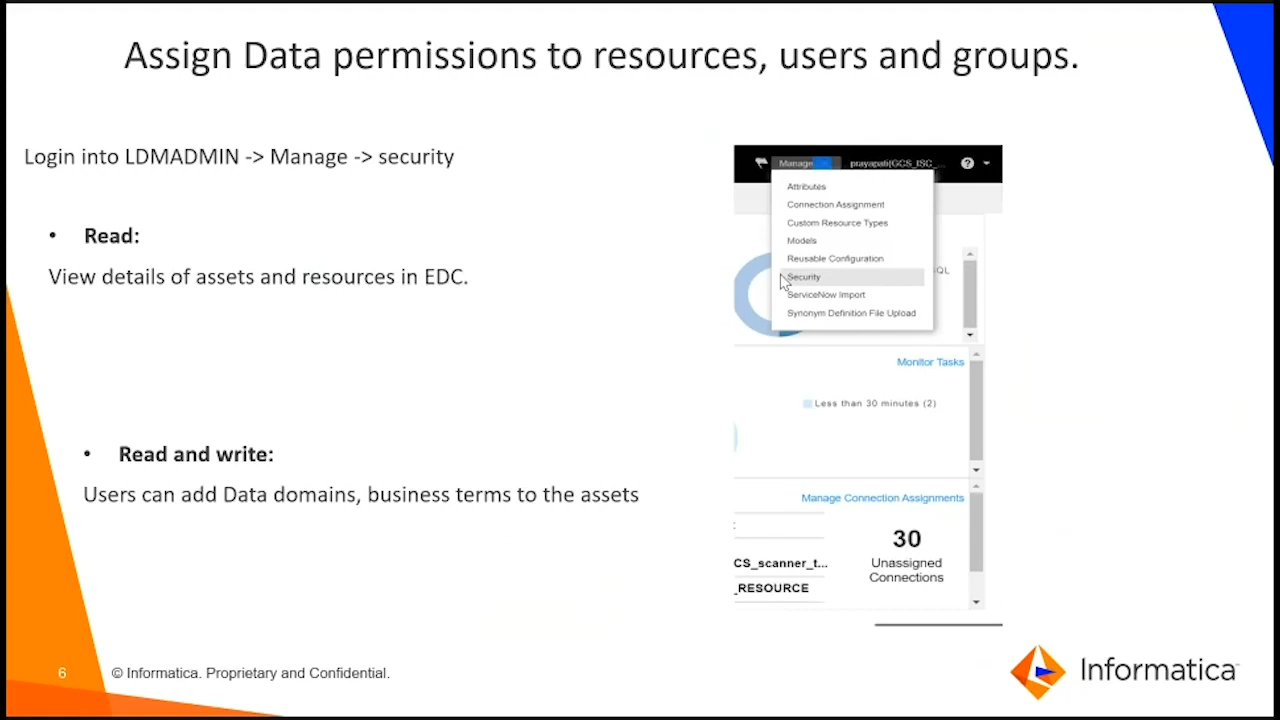 Assign Data permissions to resources, users and groups.
Login into LDMADMIN -> Manage -> security
• Read:
View details of assets and resources in EDC.
• Read and write:
Users can add Data domains, business terms to the assets
Manage prayapati(GCS_ISC_...
Attributes
Connection Assignment
Custom Resource Types
Models
Reusable Configuration
Security
ServiceNow Import
Synonym Definition File Upload
QL
Monitor Tasks
Less than 30 minutes (2)
Manage Connection Assignments
:
CS_scanner_t...
_RESOURCE
30
Unassigned
Connections
6 © Informatica. Proprietary and Confidential.
Informatica